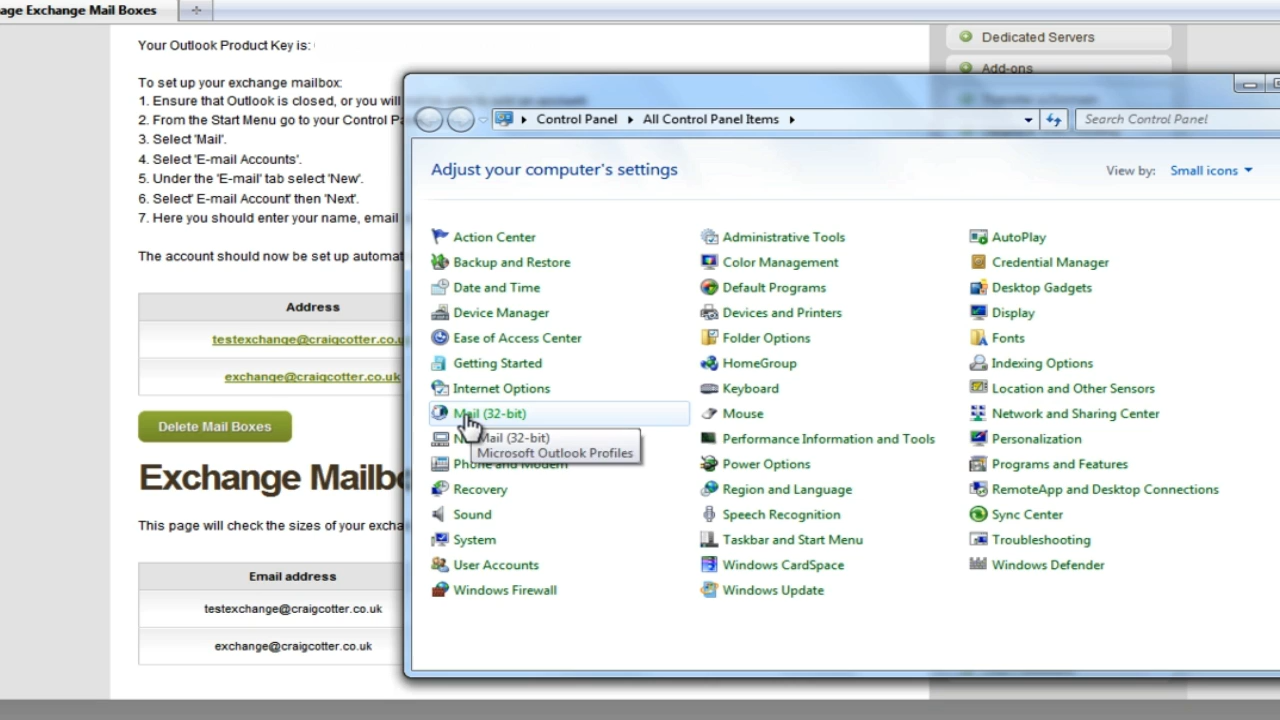 age Exchange Mail Boxes
Your Outlook Product Key is:
To set up your exchange mailbox:
1. Ensure that Outlook is closed, or you will
2. From the Start Menu go to your Control Pa
3. Select 'Mail'.
4. Select 'E-mail Accounts'.
5. Under the 'E-mail' tab select 'New'.
6. Select' E-mail Account' then 'Next'.
7. Here you should enter your name, email
The account should now be set up automat
Address
testexchange@craigcotter.co.u
exchange@craigcotter.co.uk
Delete Mail Boxes
Exchange Mailbo
This page will check the sizes of your excha
Email address
testexchange@craigcotter.co.uk
exchange@craigcotter.co.uk
Dedicated Servers
Add-ons
Control Panel
All Control Panel Items
Search Control Panel
Adjust your computer's settings
View by: Small icons
Action Center
Backup and Restore
Date and Time
Device Manager
Ease of Access Center
Getting Started
Internet Options
Mail (32-bit)
Mail (32-bit)
Microsoft Outlook Profiles
Phone and Modem
Recovery
Sound
System
User Accounts
Windows Firewall
Administrative Tools
Color Management
Default Programs
Devices and Printers
Folder Options
HomeGroup
Keyboard
Mouse
Performance Information and Tools
Power Options
Region and Language
Speech Recognition
Taskbar and Start Menu
Windows CardSpace
Windows Update
AutoPlay
Credential Manager
Desktop Gadgets
Display
Fonts
Indexing Options
Location and Other Sensors
Network and Sharing Center
Personalization
Programs and Features
RemoteApp and Desktop Connections
Sync Center
Troubleshooting
Windows Defender